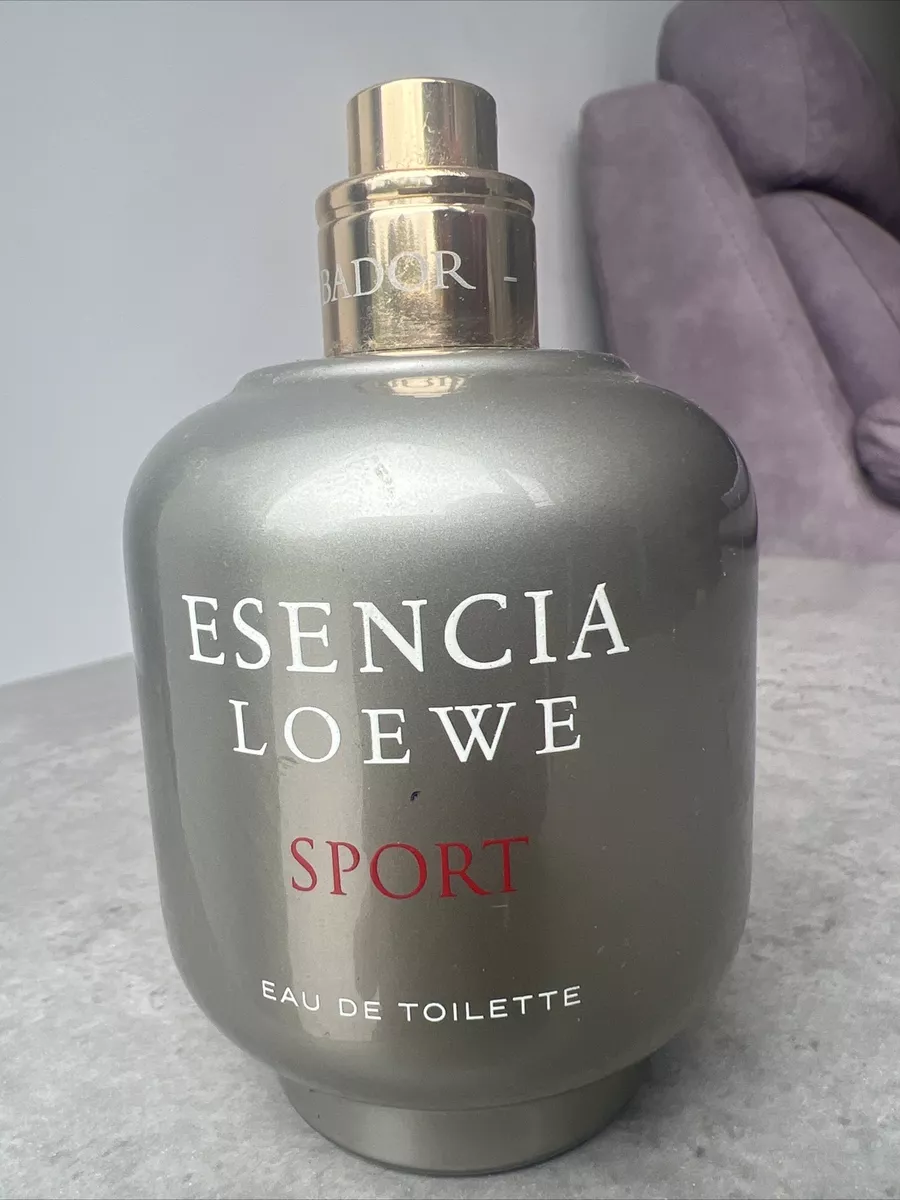 BADOR -
ESENCIA
LOEWE
SPORT
EAU DE TOILETTE